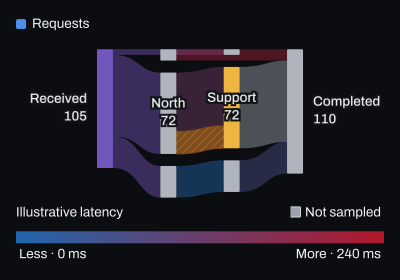 Requests
Received
105
North
72
Support
72
Completed
110
Illustrative latency
Not sampled
Less · 0 ms
More · 240 ms